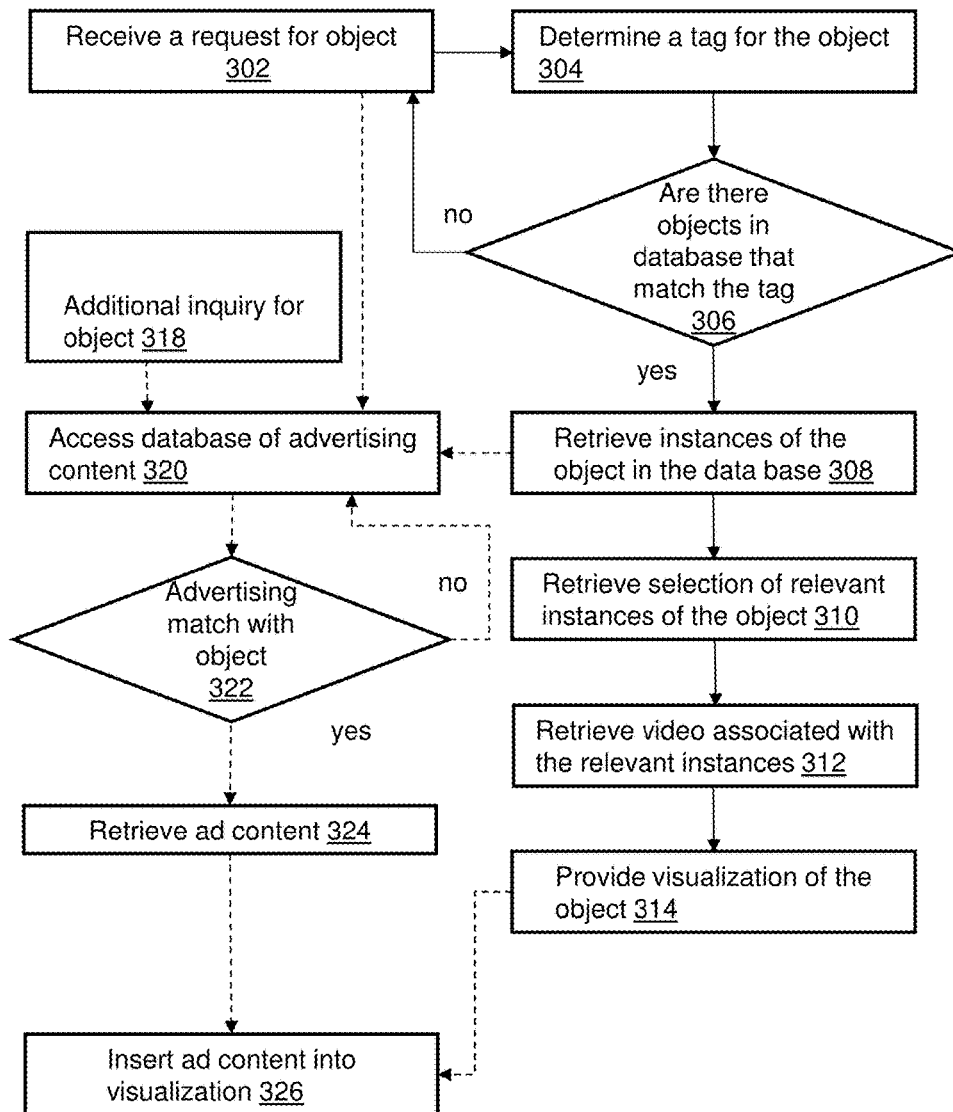 Receive a request for object
302
Determine a tag for the object
304
Are there
objects in
database that
match the tag
306
no
yes
Additional inquiry for
object 318
Access database of advertising
content 320
Retrieve instances of the
object in the data base 308
Advertising
match with
object
322
no
yes
Retrieve selection of relevant
instances of the object 310
Retrieve video associated with
the relevant instances 312
Retrieve ad content 324
Provide visualization of the
object 314
Insert ad content into
visualization 326